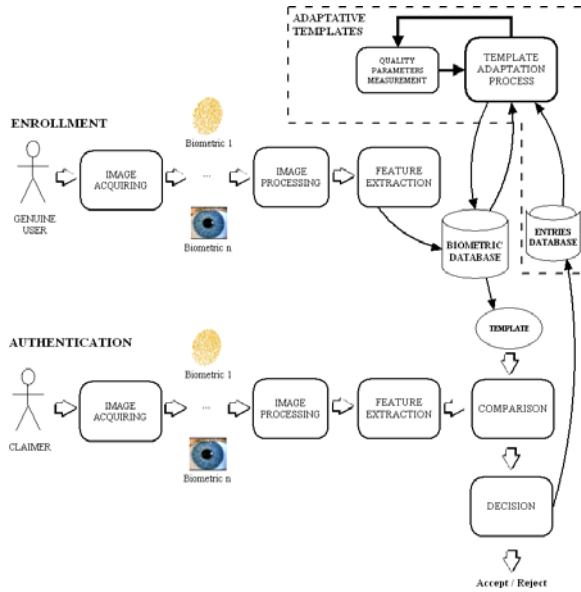 ADAPTATIVE
TEMPLATES
QUALITY
PARAMETERS
MEASUREMENT
TEMPLATE
ADAPTATION
PROCESS
ENROLLMENT
Biometric 1
GENUINE
USER
IMAGE
ACQUIRING
...
IMAGE
PROCESSING
FEATURE
EXTRACTION
Biometric n
BIOMETRIC
DATABASE
ENTRIES
DATABASE
TEMPLATE
AUTHENTICATION
Biometric 1
CLAIMER
IMAGE
ACQUIRING
...
IMAGE
PROCESSING
FEATURE
EXTRACTION
COMPARISON
Biometric n
DECISION
Accept / Reject